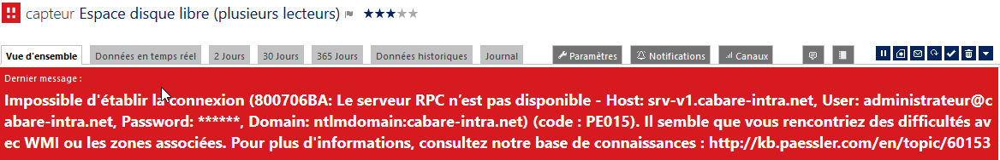 capteur Espace disque libre (plusieurs lecteurs)
Vue d'ensemble Données en temps réel 2 Jours 30 Jours 365 Jours Données historiques Journal Paramètres Notifications Canaux
Dernier message :
Impossible d'établir la connexion (800706BA: Le serveur RPC n’est pas disponible - Host: srv-v1.cabare-intra.net, User: administrateur@c
abare-intra.net, Password: ******, Domain: ntlmdomain:cabare-intra.net) (code : PE015). Il semble que vous rencontriez des difficultés av
ec WMI ou les zones associées. Pour plus d'informations, consultez notre base de connaissances : http://kb.paessler.com/en/topic/60153